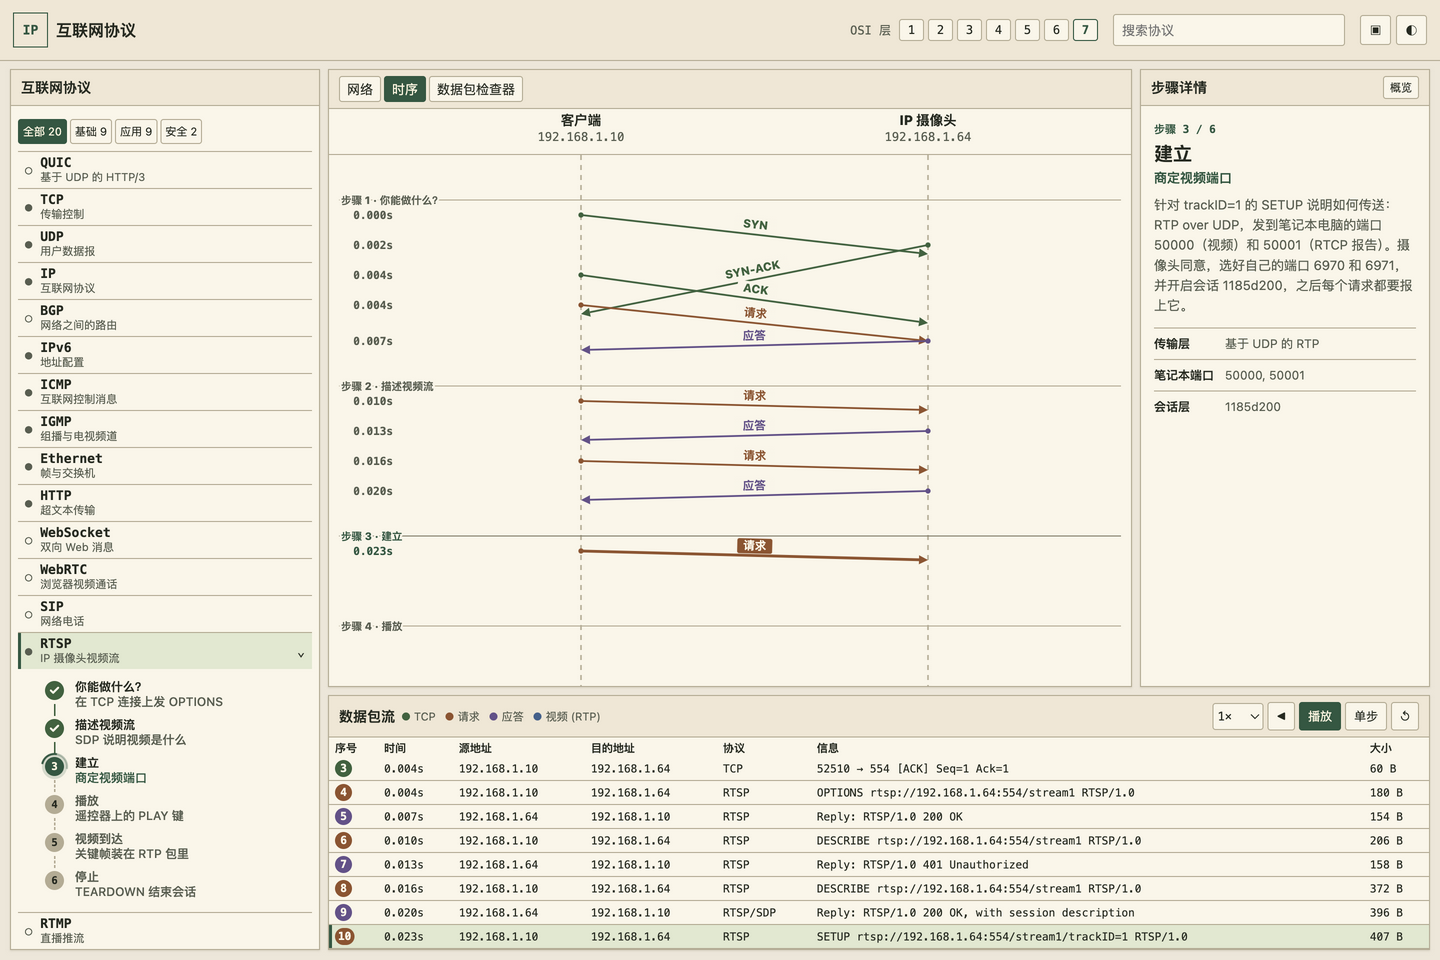 IP 互联网协议 OSI 层 1 2 3 4 5 6 7 搜索协议
互联网协议
全部 20 基础 9 应用 9 安全 2
QUIC
基于 UDP 的 HTTP/3
TCP
传输控制
UDP
用户数据报
IP
互联网协议
BGP
网络之间的路由
IPv6
地址配置
ICMP
互联网控制消息
IGMP
组播与电视频道
Ethernet
帧与交换机
HTTP
超文本传输
WebSocket
双向 Web 消息
WebRTC
浏览器视频通话
SIP
网络电话
RTSP
IP 摄像头视频流
你能做什么?
在 TCP 连接上发 OPTIONS
描述视频流
SDP 说明视频是什么
3 建立
商定视频端口
4 播放
遥控器上的 PLAY 键
5 视频到达
关键帧装在 RTP 包里
6 停止
TEARDOWN 结束会话
RTMP
直播推流
网络 时序 数据包检查器
客户端 IP 摄像头
192.168.1.10 192.168.1.64
步骤 1 · 你能做什么?
0.000s
SYN
0.002s
SYN-ACK
0.004s
ACK
0.004s
请求
0.007s
应答
步骤 2 · 描述视频流
0.010s
请求
0.013s
应答
0.016s
请求
0.020s
应答
步骤 3 · 建立
0.023s
请求
步骤 4 · 播放
步骤详情 概览
步骤 3 / 6
建立
商定视频端口
针对 trackID=1 的 SETUP 说明如何传送：
RTP over UDP，发到笔记本电脑的端口
50000（视频）和 50001（RTCP 报告）。摄
像头同意，选好自己的端口 6970 和 6971，
并开启会话 1185d200，之后每个请求都要报
上它。
传输层 基于 UDP 的 RTP
笔记本端口 50000, 50001
会话层 1185d200
数据包流 TCP 请求 应答 视频 (RTP) 1× 播放 单步
序号 时间 源地址 目的地址 协议 信息 大小
3 0.004s 192.168.1.10 192.168.1.64 TCP 52510 → 554 [ACK] Seq=1 Ack=1 60 B
4 0.004s 192.168.1.10 192.168.1.64 RTSP OPTIONS rtsp://192.168.1.64:554/stream1 RTSP/1.0 180 B
5 0.007s 192.168.1.64 192.168.1.10 RTSP Reply: RTSP/1.0 200 OK 154 B
6 0.010s 192.168.1.10 192.168.1.64 RTSP DESCRIBE rtsp://192.168.1.64:554/stream1 RTSP/1.0 206 B
7 0.013s 192.168.1.64 192.168.1.10 RTSP Reply: RTSP/1.0 401 Unauthorized 158 B
8 0.016s 192.168.1.10 192.168.1.64 RTSP DESCRIBE rtsp://192.168.1.64:554/stream1 RTSP/1.0 372 B
9 0.020s 192.168.1.64 192.168.1.10 RTSP/SDP Reply: RTSP/1.0 200 OK, with session description 396 B
10 0.023s 192.168.1.10 192.168.1.64 RTSP SETUP rtsp://192.168.1.64:554/stream1/trackID=1 RTSP/1.0 407 B